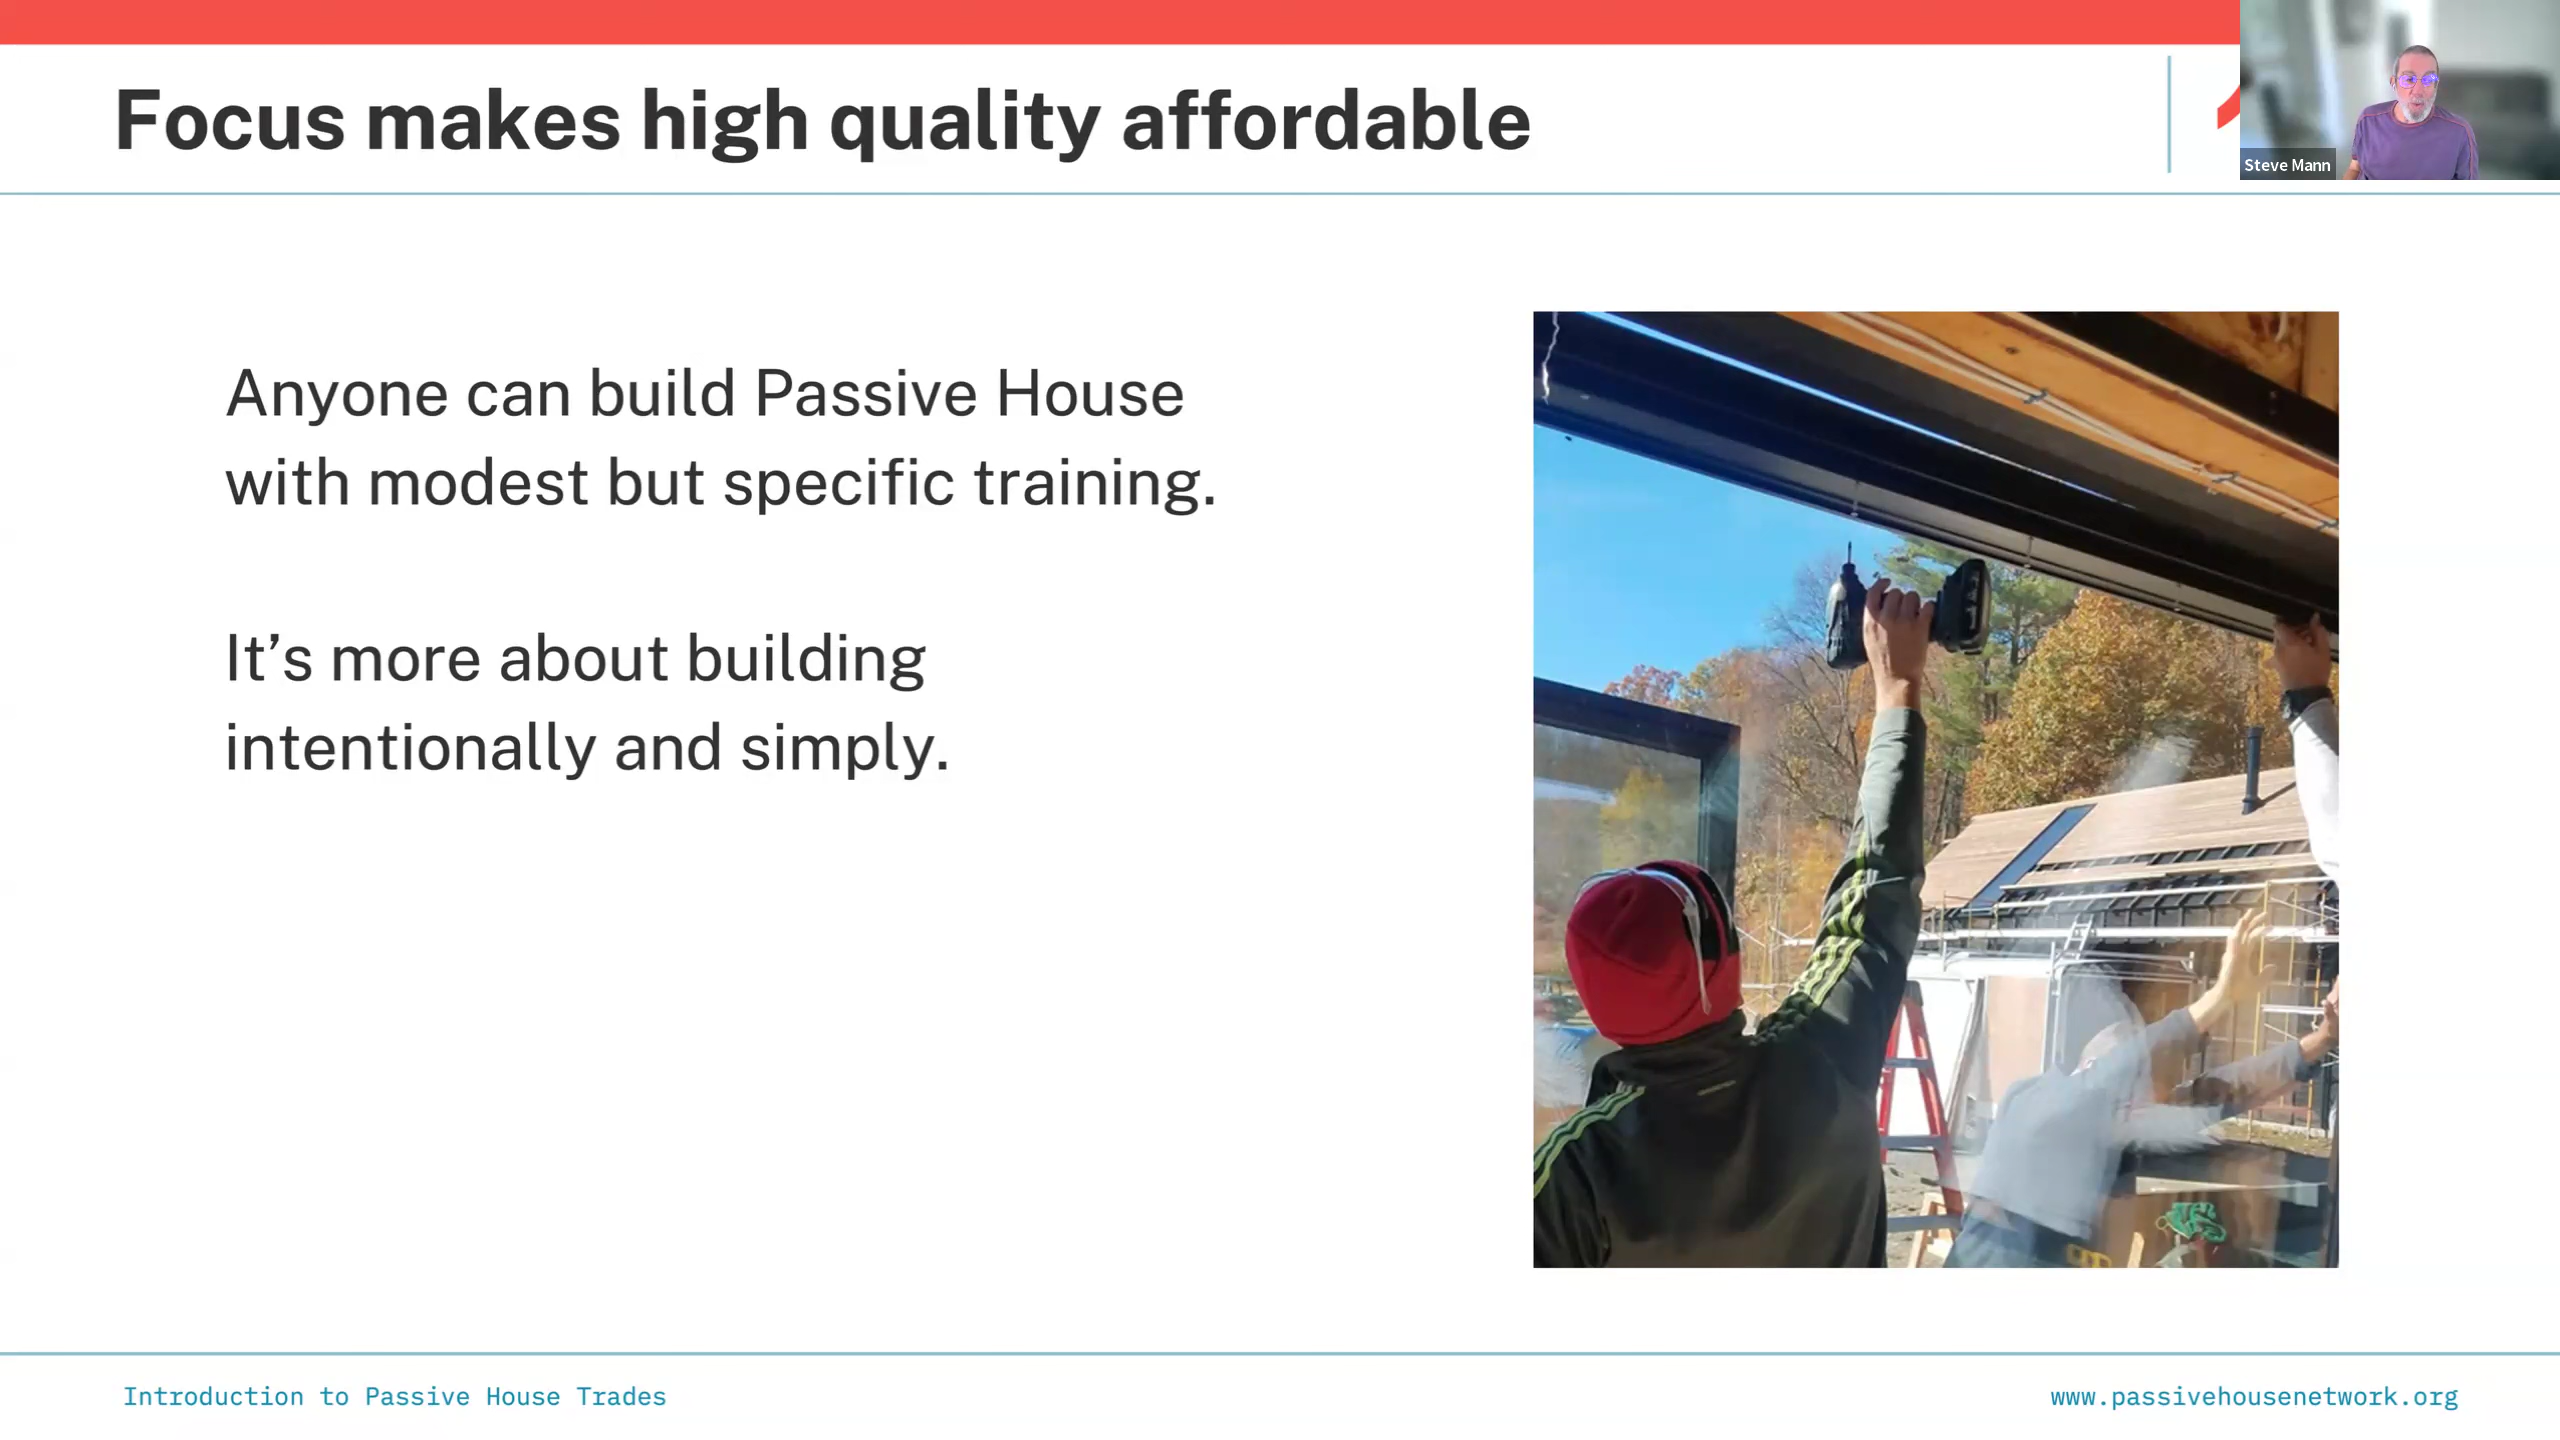 Focus makes high quality affordable
Steve Mann
Anyone can build Passive House
with modest but specific training.
It’s more about building
intentionally and simply.
Introduction to Passive House Trades
www.passivehousenetwork.org